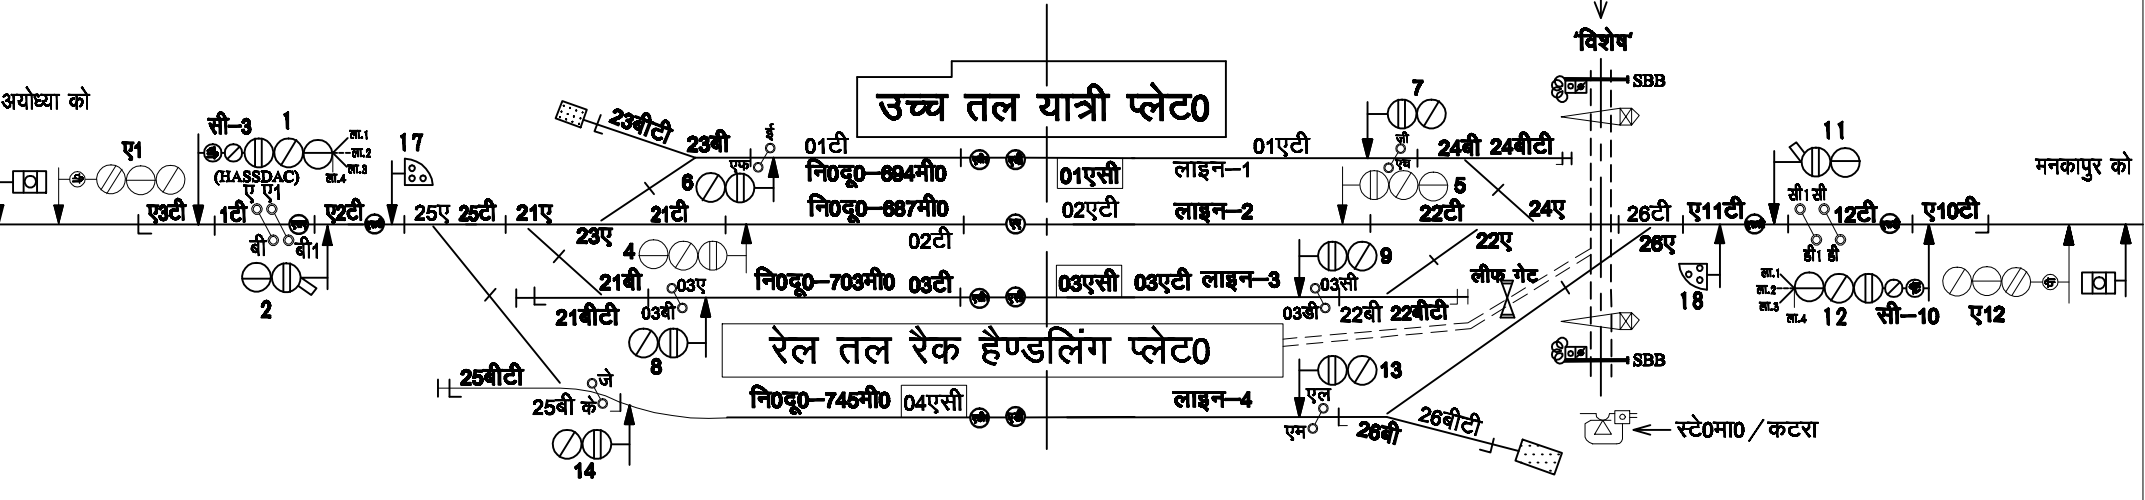 'विशेष'
SBB
अयोध्या को
उच्च तल यात्री प्लेट0
7
मनकापुर को
सी-3
1
ला.1
ला.2
ला.3
ला.4
(HASSDAC)
ए1
17
23बीटी
23बी
एफ
01टी
01एटी
जी
एच
24बी
24बीटी
11
नि0दू0-694मी0
01एसी
लाइन-1
6
5
ए3टी
1टी
ए ए1
ए2टी
25ए
25टी
21ए
21टी
नि0दू0-687मी0
02एटी
लाइन-2
22टी
24ए
26टी
ए11टी
सी1 सी
12टी
ए10टी
बी
बी1
23ए
02टी
22ए
26ए
डी1 डी
4
9
2
21बी
03ए
नि0दू0-703मी0
03टी
03एसी
03एटी
लाइन-3
03सी
लीफ गेट
18
ला.1
ला.2
ला.3
ला.4
12
सी-10
ए12
21बीटी
03बी
03डी
22बी
22बीटी
8
रेल तल रैक हैण्डलिंग प्लेट0
SBB
13
25बीटी
जे
25बी
के
नि0दू0-745मी0
04एसी
लाइन-4
एल
एम
26बी
26बीटी
स्टे0मा0 / कटरा
14